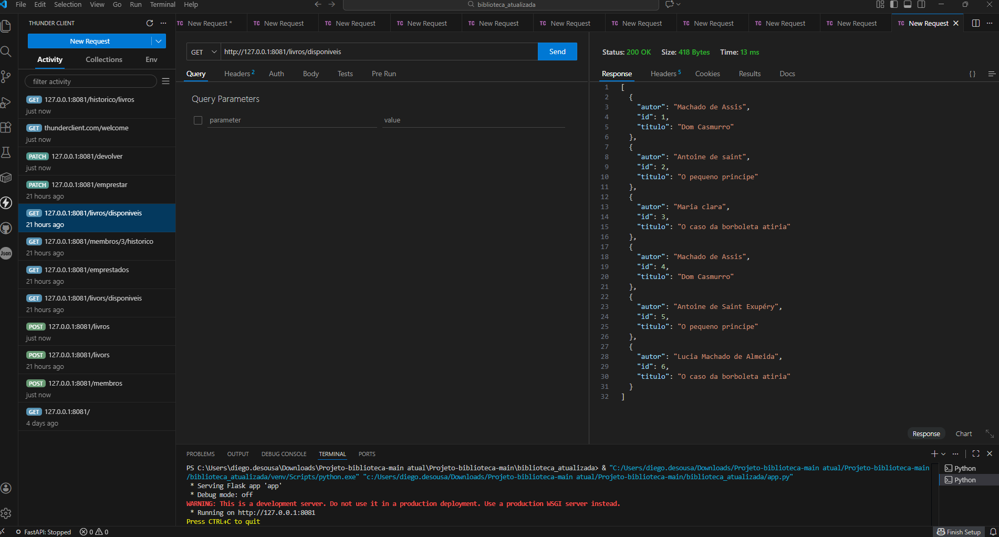 File Edit Selection View Go Run Terminal Help
biblioteca_atualizada
THUNDER CLIENT
New Request
Activity Collections Env
filter activity
GET 127.0.0.1:8081/historico/livros
just now
GET thunderclient.com/welcome
just now
PATCH 127.0.0.1:8081/devolver
just now
PATCH 127.0.0.1:8081/emprestar
21 hours ago
GET 127.0.0.1:8081/livros/disponiveis
21 hours ago
GET 127.0.0.1:8081/membros/3/historico
21 hours ago
GET 127.0.0.1:8081/emprestados
21 hours ago
GET 127.0.0.1:8081/livors/disponiveis
21 hours ago
POST 127.0.0.1:8081/livros
just now
POST 127.0.0.1:8081/livors
21 hours ago
POST 127.0.0.1:8081/membros
just now
GET 127.0.0.1:8081/
4 days ago
TC New Request * TC New Request TC New Request TC New Request TC New Request TC New Request TC New Request TC New Request TC New Request TC New Request TC New Request
GET http://127.0.0.1:8081/livros/disponiveis Send
Query Headers 2 Auth Body Tests Pre Run
Query Parameters
parameter value
Status: 200 OK Size: 418 Bytes Time: 13 ms
Response Headers 5 Cookies Results Docs { }
1 [
2 {
3 "autor": "Machado de Assis",
4 "id": 1,
5 "titulo": "Dom Casmurro"
6 },
7 {
8 "autor": "Antoine de saint",
9 "id": 2,
10 "titulo": "O pequeno principe"
11 },
12 {
13 "autor": "Maria clara",
14 "id": 3,
15 "titulo": "O caso da borboleta atiria"
16 },
17 {
18 "autor": "Machado de Assis",
19 "id": 4,
20 "titulo": "Dom Casmurro"
21 },
22 {
23 "autor": "Antoine de Saint Exupéry",
24 "id": 5,
25 "titulo": "O pequeno principe"
26 },
27 {
28 "autor": "Lucia Machado de Almeida",
29 "id": 6,
30 "titulo": "O caso da borboleta atiria"
31 }
32 ]
Response Chart
PROBLEMS OUTPUT DEBUG CONSOLE TERMINAL PORTS
PS C:\Users\diego.desousa\Downloads\Projeto-biblioteca-main atual\Projeto-biblioteca-main\biblioteca_atualizada> & "C:/Users/diego.desousa/Downloads/Projeto-biblioteca-main atual/Projeto-biblioteca-main
/biblioteca_atualizada/venv/Scripts/python.exe" "c:/Users/diego.desousa/Downloads/Projeto-biblioteca-main atual/Projeto-biblioteca-main/biblioteca_atualizada/app.py"
* Serving Flask app 'app'
* Debug mode: off
WARNING: This is a development server. Do not use it in a production deployment. Use a production WSGI server instead.
* Running on http://127.0.0.1:8081
Press CTRL+C to quit
Python
Python
Json
FastAPI: Stopped 0 0
Finish Setup